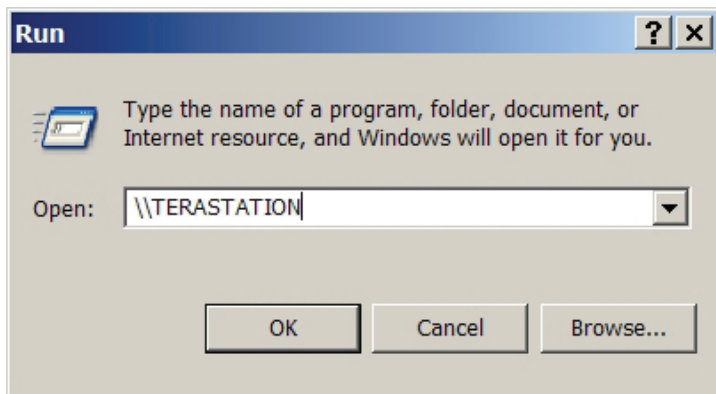 Run
Type the name of a program, folder, document, or
Internet resource, and Windows will open it for you.
Open: \\TERASTATION
OK Cancel Browse...